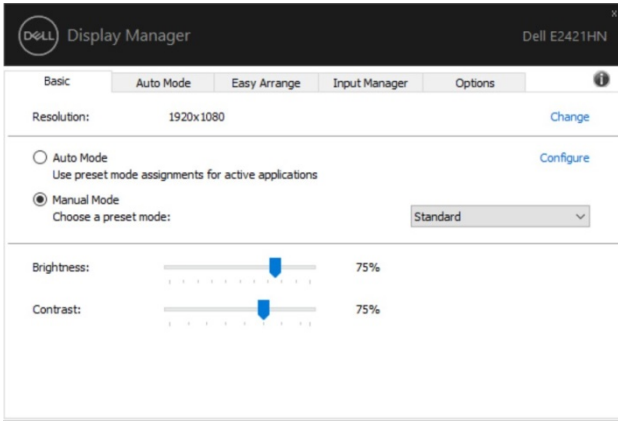 DELL Display Manager
Dell E2421HN
Basic Auto Mode Easy Arrange Input Manager Options
Resolution: 1920x1080 Change
Auto Mode Configure
Use preset mode assignments for active applications
Manual Mode
Choose a preset mode: Standard
Brightness: 75%
Contrast: 75%